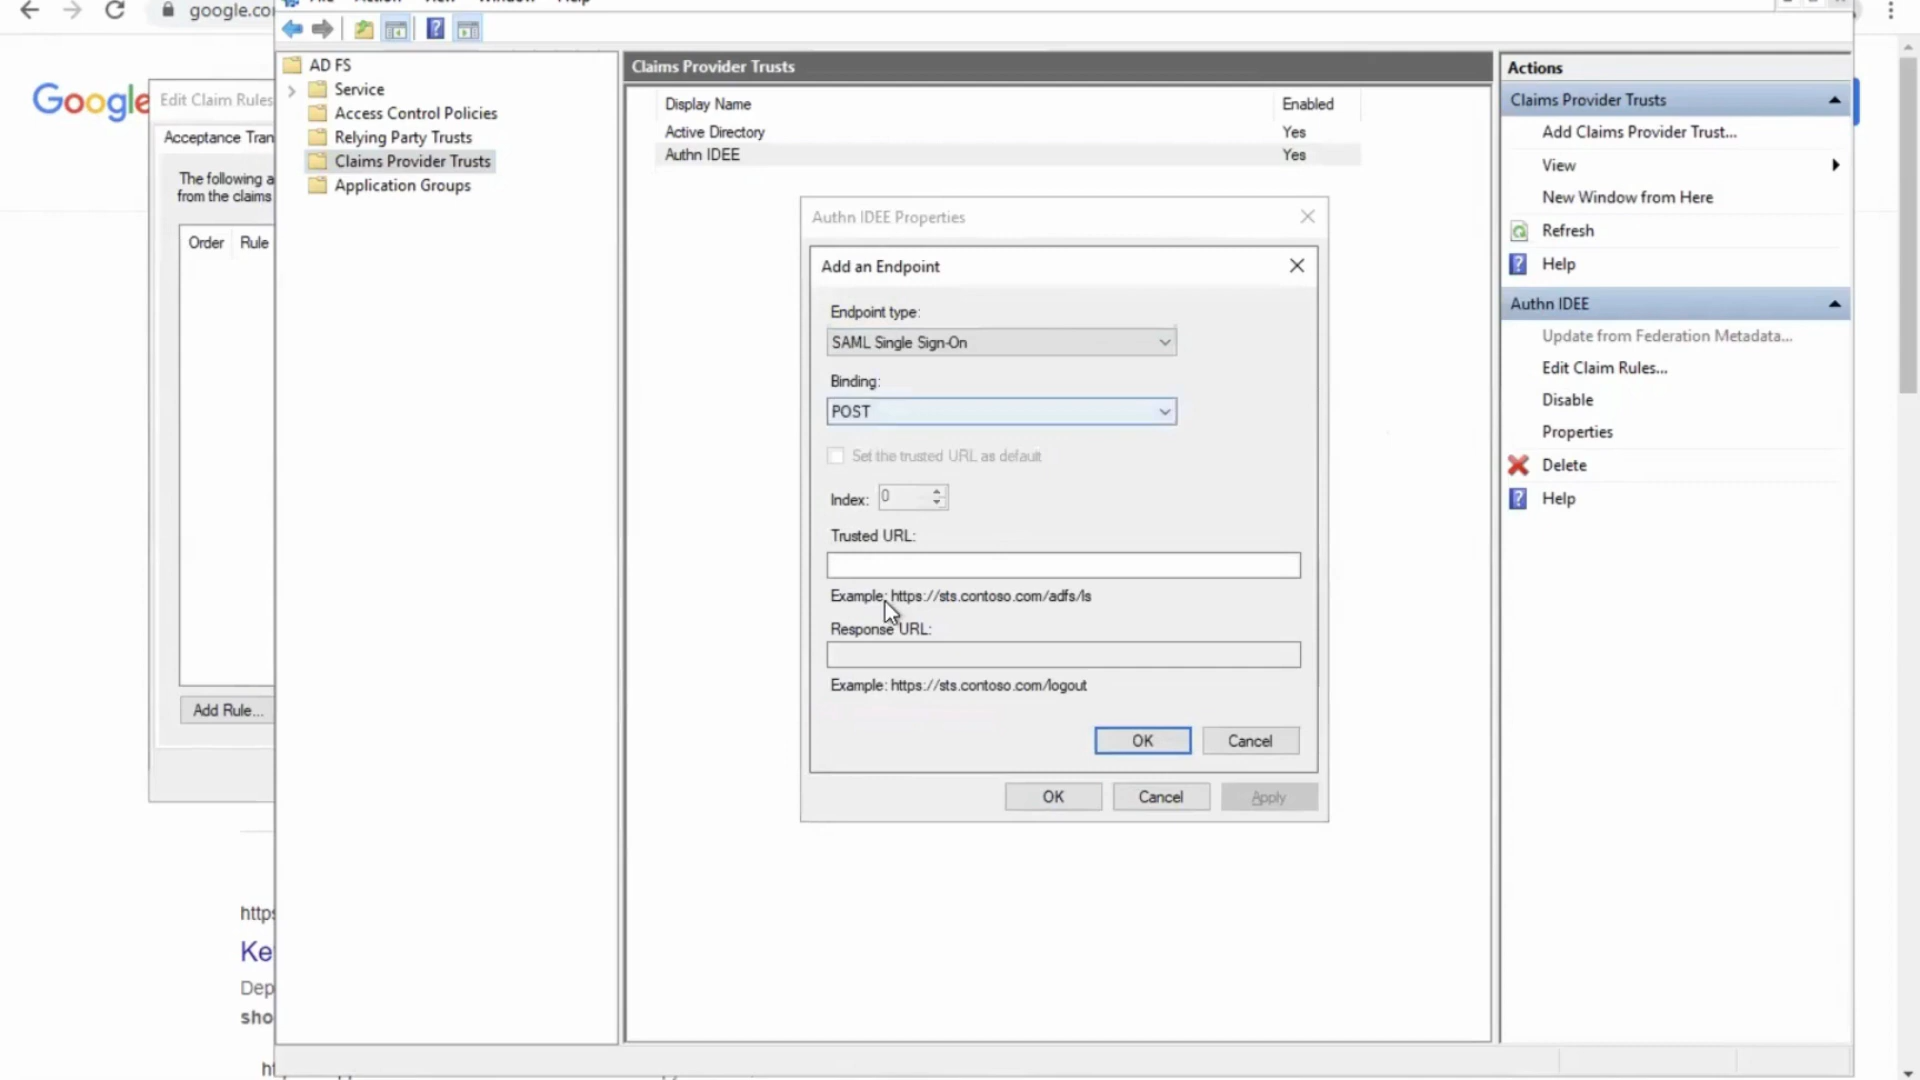 google.co
Google
Edit Claim Rules
Acceptance Tran
The following a
from the claims
Order Rule
Add Rule...
https
Ke
Dep
sho
AD FS
Service
Access Control Policies
Relying Party Trusts
Claims Provider Trusts
Application Groups
Claims Provider Trusts
Display Name Enabled
Active Directory Yes
Authn IDEE Yes
Authn IDEE Properties
Add an Endpoint
Endpoint type:
SAML Single Sign-On
Binding:
POST
Set the trusted URL as default
Index: 0
Trusted URL:
Example: https://sts.contoso.com/adfs/ls
Response URL:
Example: https://sts.contoso.com/logout
OK Cancel
OK Cancel Apply
Actions
Claims Provider Trusts
Add Claims Provider Trust...
View
New Window from Here
Refresh
Help
Authn IDEE
Update from Federation Metadata...
Edit Claim Rules...
Disable
Properties
Delete
Help